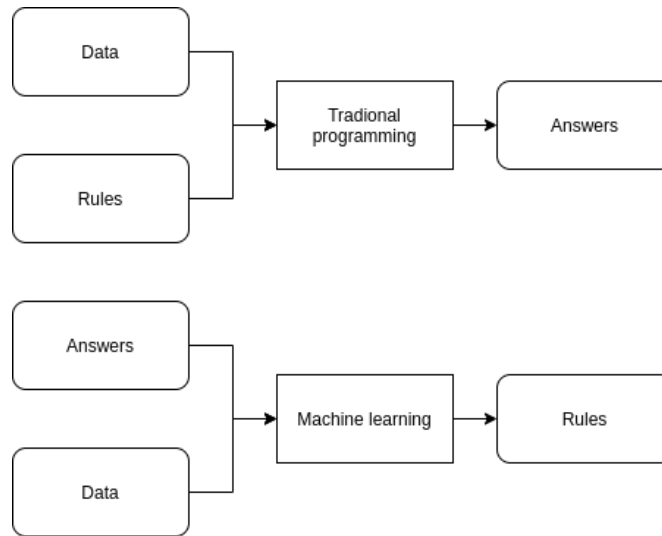 Data
Rules
Tradional
programming
Answers
Answers
Data
Machine learning
Rules